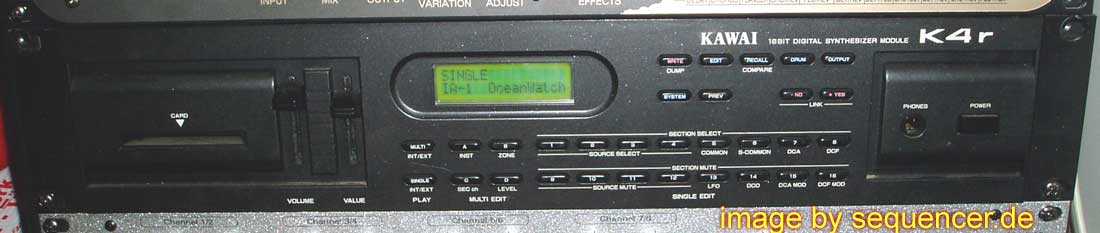 INPUT MIX OUTPUT VARIATION ADJUST EFFECTS
KAWAI 16BIT DIGITAL SYNTHESIZER MODULE K4r
SINGLE
IA-1 OceanWatch
WRITE EDIT RECALL DRUM OUTPUT
DUMP COMPARE
SYSTEM PREV - NO + YES
LINK
CARD
PHONES POWER
SECTION SELECT
MULTI A B 1 2 3 4 5 6 7 8
INT/EXT INST ZONE SOURCE SELECT COMMON S-COMMON DCA DCF
SECTION MUTE
SINGLE C D 9 10 11 12 13 14 15 16
INT/EXT SEC ch LEVEL SOURCE MUTE LFO DCO DCA MOD DCF MOD
VOLUME VALUE PLAY MULTI EDIT SINGLE EDIT
Channel 1/2 Channel 3/4 Channel 5/6 Channel 7/8
image by sequencer.de